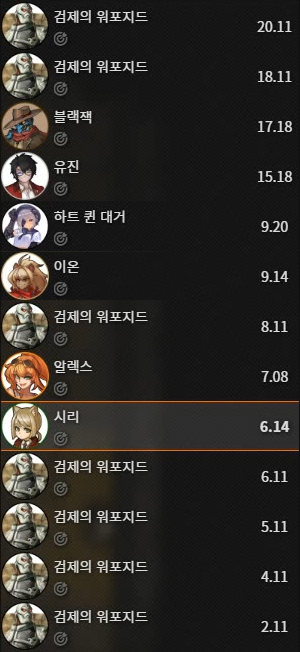 검제의 워포지드
20.11
검제의 워포지드
18.11
블랙잭
17.18
유진
15.18
하트 퀸 대거
9.20
이온
9.14
검제의 워포지드
8.11
알렉스
7.08
시리
6.14
검제의 워포지드
6.11
검제의 워포지드
5.11
검제의 워포지드
4.11
검제의 워포지드
2.11